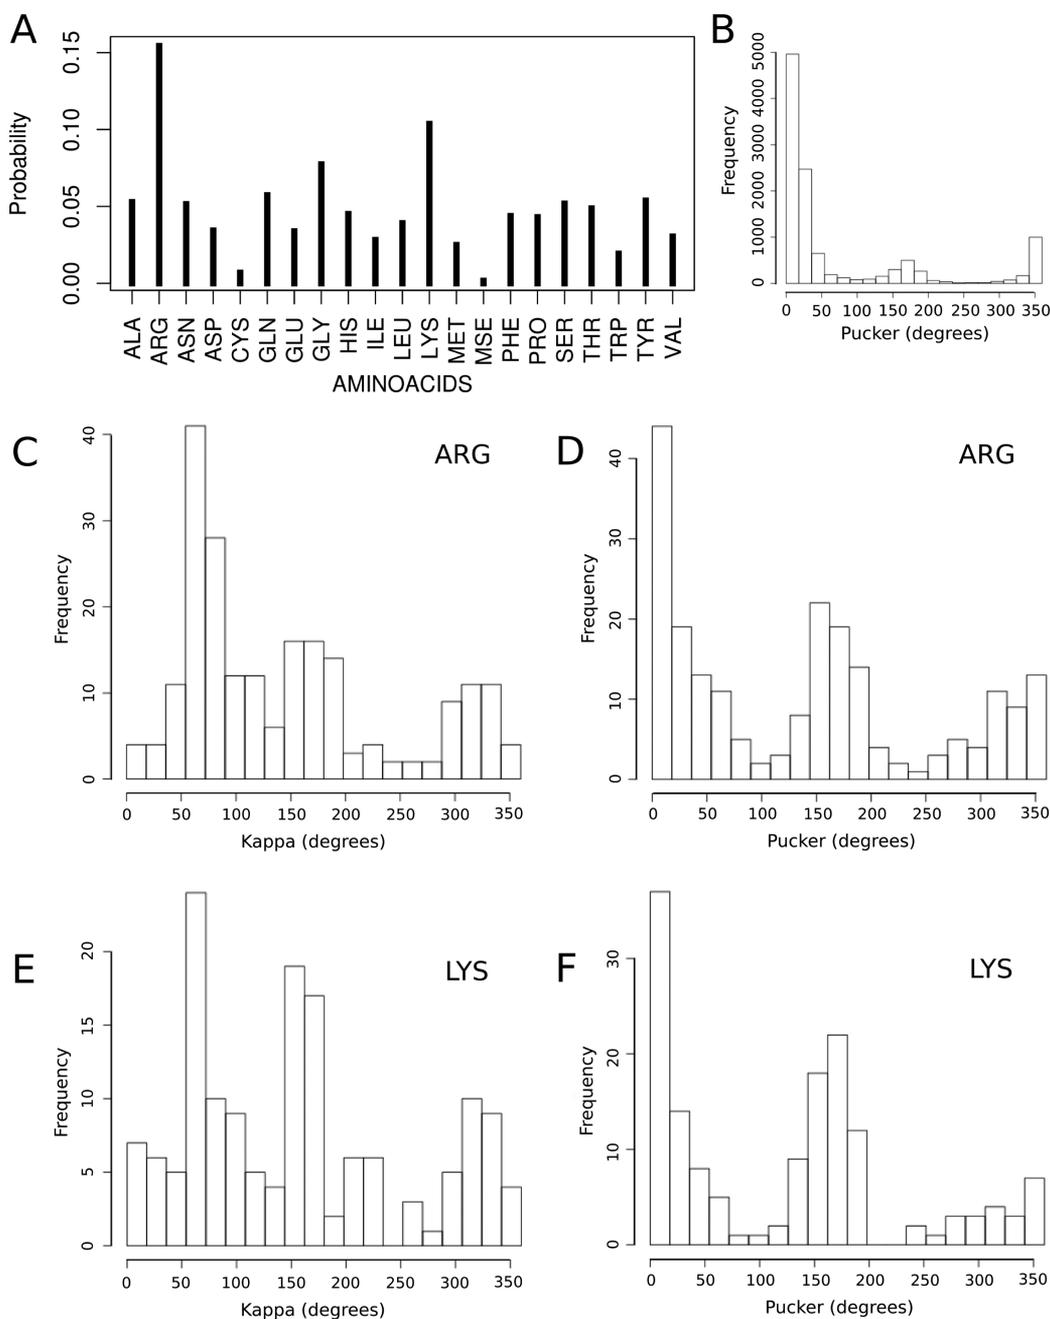 A
Probability
0.15
0.10
0.05
0.00
ALA ARG ASN ASP CYS GLN GLU GLY HIS ILE LEU LYS MET MSE PHE PRO SER THR TRP TYR VAL
AMINOACIDS
B
Frequency
5000
4000
3000
2000
1000
0
0 50 100 150 200 250 300 350
Pucker (degrees)
C
ARG
Frequency
40
30
20
10
0
0 50 100 150 200 250 300 350
Kappa (degrees)
D
ARG
Frequency
40
30
20
10
0
0 50 100 150 200 250 300 350
Pucker (degrees)
E
LYS
Frequency
20
15
10
5
0
0 50 100 150 200 250 300 350
Kappa (degrees)
F
LYS
Frequency
30
20
10
0
0 50 100 150 200 250 300 350
Pucker (degrees)